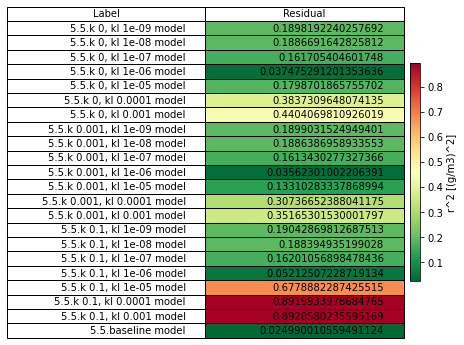 Label Residual
5.5.k 0, kl 1e-09 model 0.1898192240257692
5.5.k 0, kl 1e-08 model 0.1886691642825812
5.5.k 0, kl 1e-07 model 0.161705404601748
5.5.k 0, kl 1e-06 model 0.037475291201353636
5.5.k 0, kl 1e-05 model 0.1798701865755702
5.5.k 0, kl 0.0001 model 0.3837309648074135
5.5.k 0, kl 0.001 model 0.4404069810926019
5.5.k 0.001, kl 1e-09 model 0.1899031524949401
5.5.k 0.001, kl 1e-08 model 0.1886386958933553
5.5.k 0.001, kl 1e-07 model 0.1613430277327366
5.5.k 0.001, kl 1e-06 model 0.03562301002206391
5.5.k 0.001, kl 1e-05 model 0.13310283337868994
5.5.k 0.001, kl 0.0001 model 0.30736652388041175
5.5.k 0.001, kl 0.001 model 0.35165301530001797
5.5.k 0.1, kl 1e-09 model 0.19042869812687513
5.5.k 0.1, kl 1e-08 model 0.188394935199028
5.5.k 0.1, kl 1e-07 model 0.16201056898478436
5.5.k 0.1, kl 1e-06 model 0.05212507228719134
5.5.k 0.1, kl 1e-05 model 0.6778882287425515
5.5.k 0.1, kl 0.0001 model 0.8919933978684765
5.5.k 0.1, kl 0.001 model 0.8920580235595169
5.5.baseline model 0.024990010559491124
0.8
0.7
0.6
0.5
0.4
0.3
0.2
0.1
r^2 [(g/m3)^2]